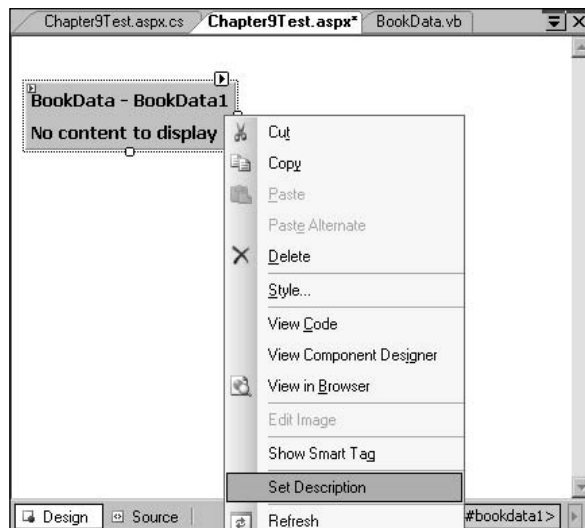 Chapter9Test.aspx.cs Chapter9Test.aspx* BookData.vb
BookData - BookData1
No content to display
Cut
Copy
Paste
Paste Alternate
Delete
Style...
View Code
View Component Designer
View in Browser
Edit Image
Show Smart Tag
Set Description
Refresh
Design Source #bookdata1>